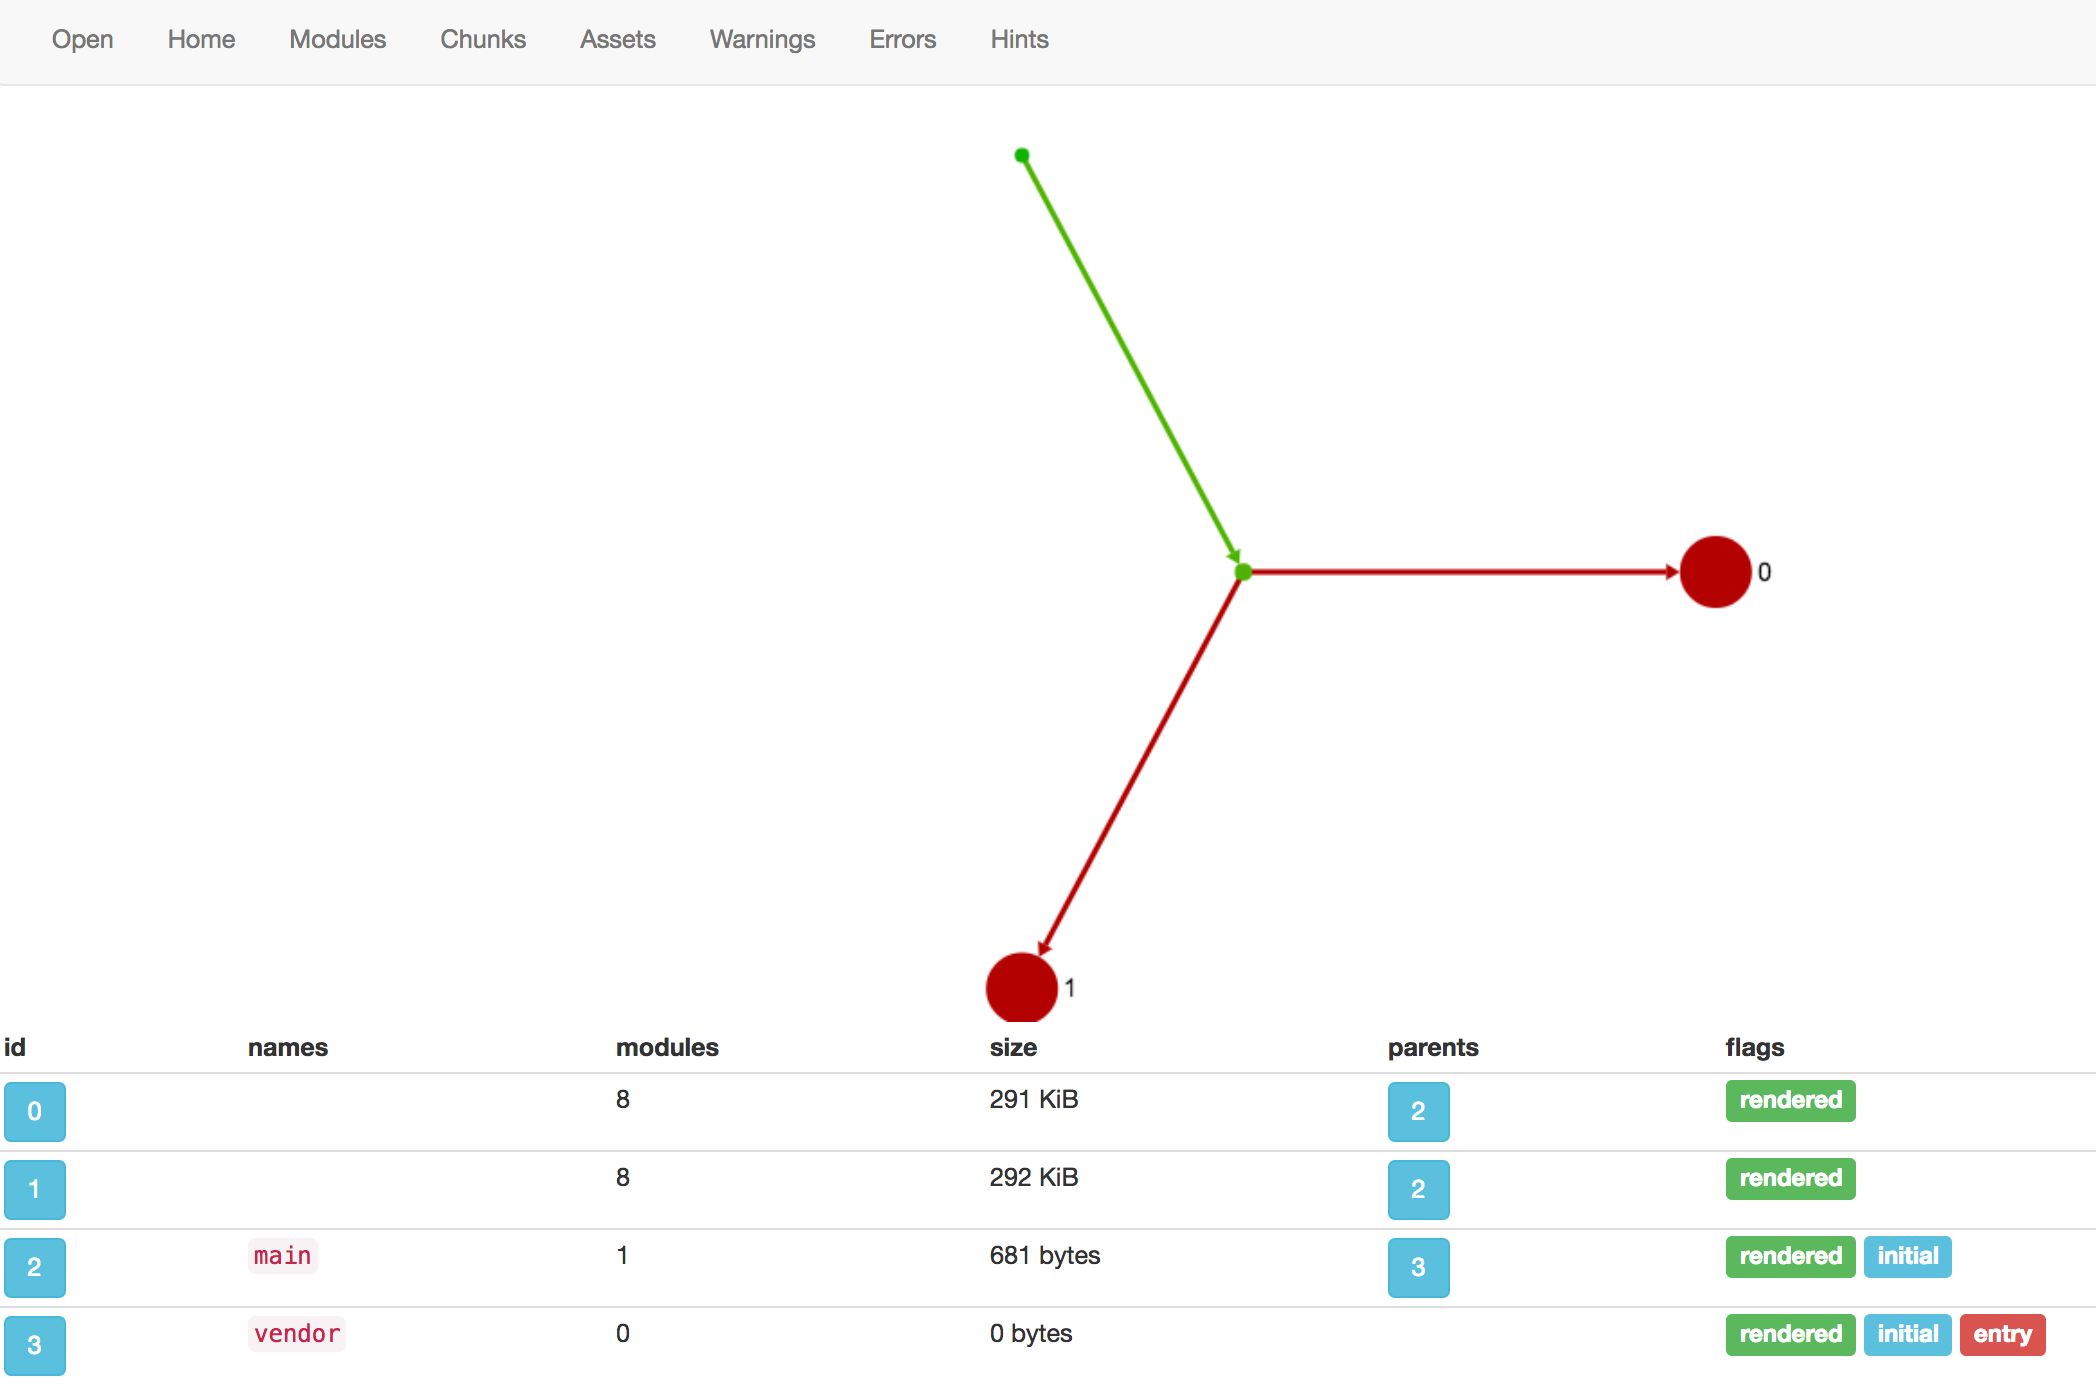 Open Home Modules Chunks Assets Warnings Errors Hints
0
1
id names modules size parents flags
0 8 291 KiB 2 rendered
1 8 292 KiB 2 rendered
2 main 1 681 bytes 3 rendered initial
3 vendor 0 0 bytes rendered initial entry